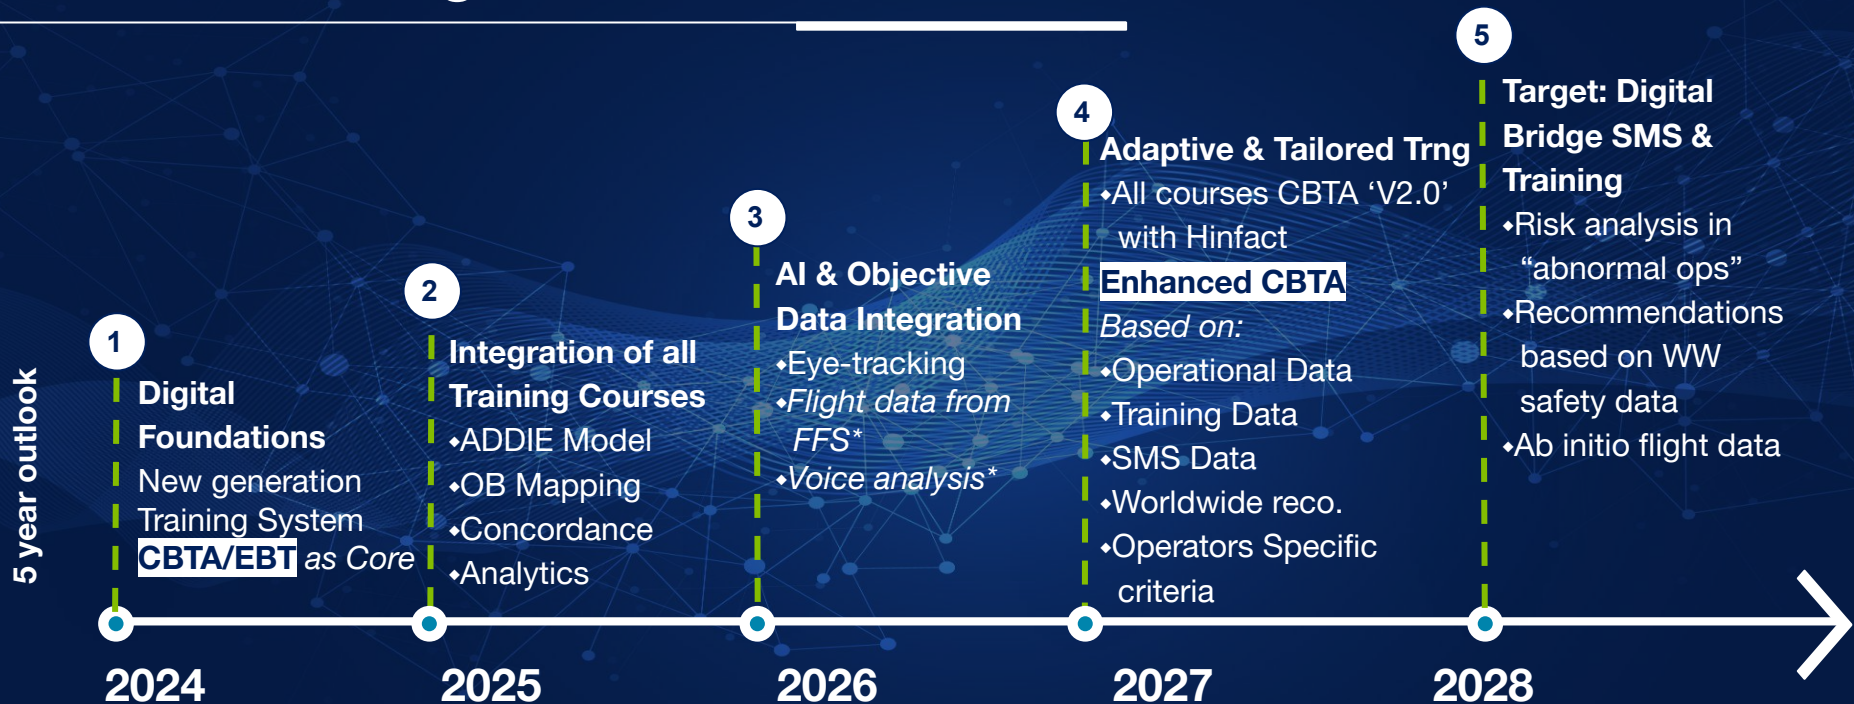 5 year outlook
1
Digital
Foundations
New generation
Training System
CBTA/EBT as Core
2
Integration of all
Training Courses
⬥ADDIE Model
⬥OB Mapping
⬥Concordance
⬥Analytics
3
AI & Objective
Data Integration
⬥Eye-tracking
⬥Flight data from
FFS*
⬥Voice analysis*
4
Adaptive & Tailored Trng
⬥All courses CBTA ‘V2.0’
with Hinfact
Enhanced CBTA
Based on:
⬥Operational Data
⬥Training Data
⬥SMS Data
⬥Worldwide reco.
⬥Operators Specific
criteria
5
Target: Digital
Bridge SMS &
Training
⬥Risk analysis in
“abnormal ops”
⬥Recommendations
based on WW
safety data
⬥Ab initio flight data
2024
2025
2026
2027
2028